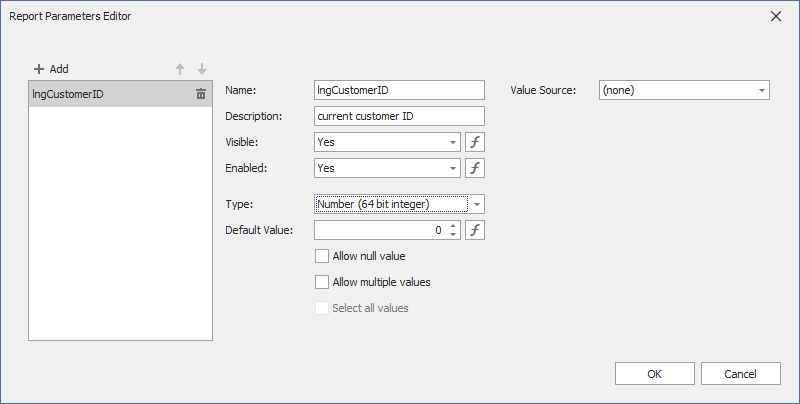 Report Parameters Editor
Add
lngCustomerID
Name: lngCustomerID
Value Source: (none)
Description: current customer ID
Visible: Yes
Enabled: Yes
Type: Number (64 bit integer)
Default Value: 0
Allow null value
Allow multiple values
Select all values
OK
Cancel